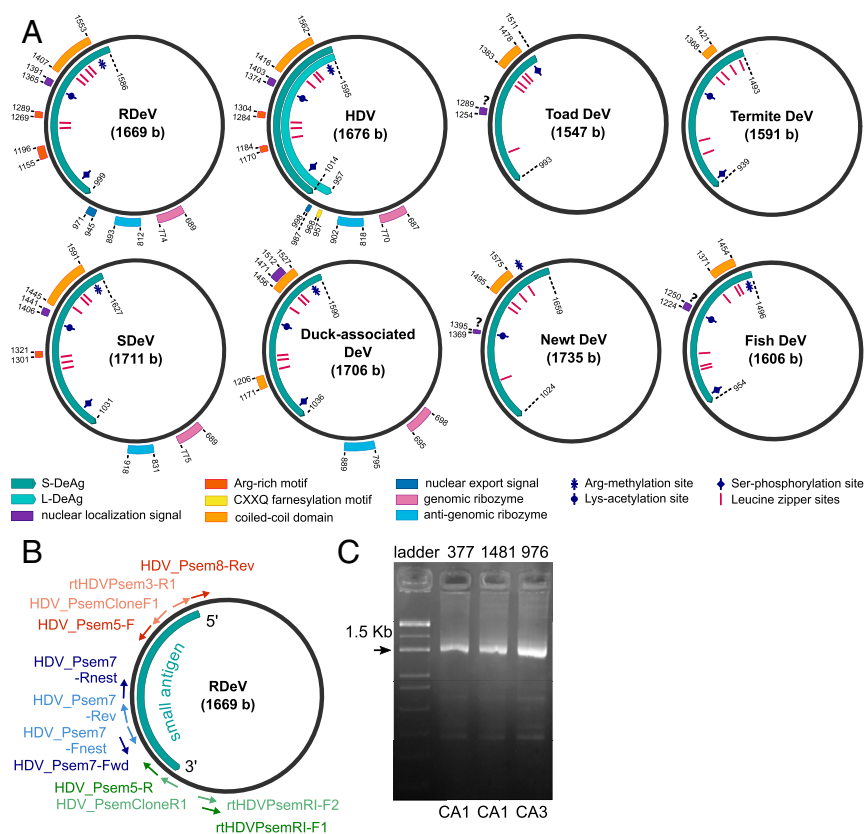 A
1553
1407
1391
1365
1289
1269
1196
1155
971
945
893
812
774
689
999
1586
RDeV
(1669 b)
1562
1416
1403
1374
1304
1284
1184
1170
998
987
968
957
902
818
770
687
1014
957
1595
HDV
(1676 b)
1511
1478
1383
?
1289
1254
993
Toad DeV
(1547 b)
1421
1368
1493
939
Termite DeV
(1591 b)
1591
1445
1441
1406
1321
1301
918
831
775
689
1031
1627
SDeV
(1711 b)
1527
1512
1471
1456
1206
1171
889
795
695
698
1036
1590
Duck-associated
DeV
(1706 b)
1575
1495
?
1395
1369
1659
1024
Newt DeV
(1735 b)
1454
1371
?
1250
1224
1496
954
Fish DeV
(1606 b)
S-DeAg
L-DeAg
nuclear localization signal
Arg-rich motif
CXXQ farnesylation motif
coiled-coil domain
nuclear export signal
genomic ribozyme
anti-genomic ribozyme
Arg-methylation site
Lys-acetylation site
Ser-phosphorylation site
Leucine zipper sites
B
HDV_Psem8-Rev
rtHDVPsem3-R1
HDV_PsemCloneF1
HDV_Psem5-F
HDV_Psem7
-Rnest
HDV_Psem7
-Rev
HDV_Psem7
-Fnest
HDV_Psem7-Fwd
HDV_Psem5-R
HDV_PsemCloneR1
rtHDVPsemRI-F2
rtHDVPsemRI-F1
5'
small antigen
3'
RDeV
(1669 b)
C
ladder 377 1481 976
1.5 Kb
CA1 CA1 CA3